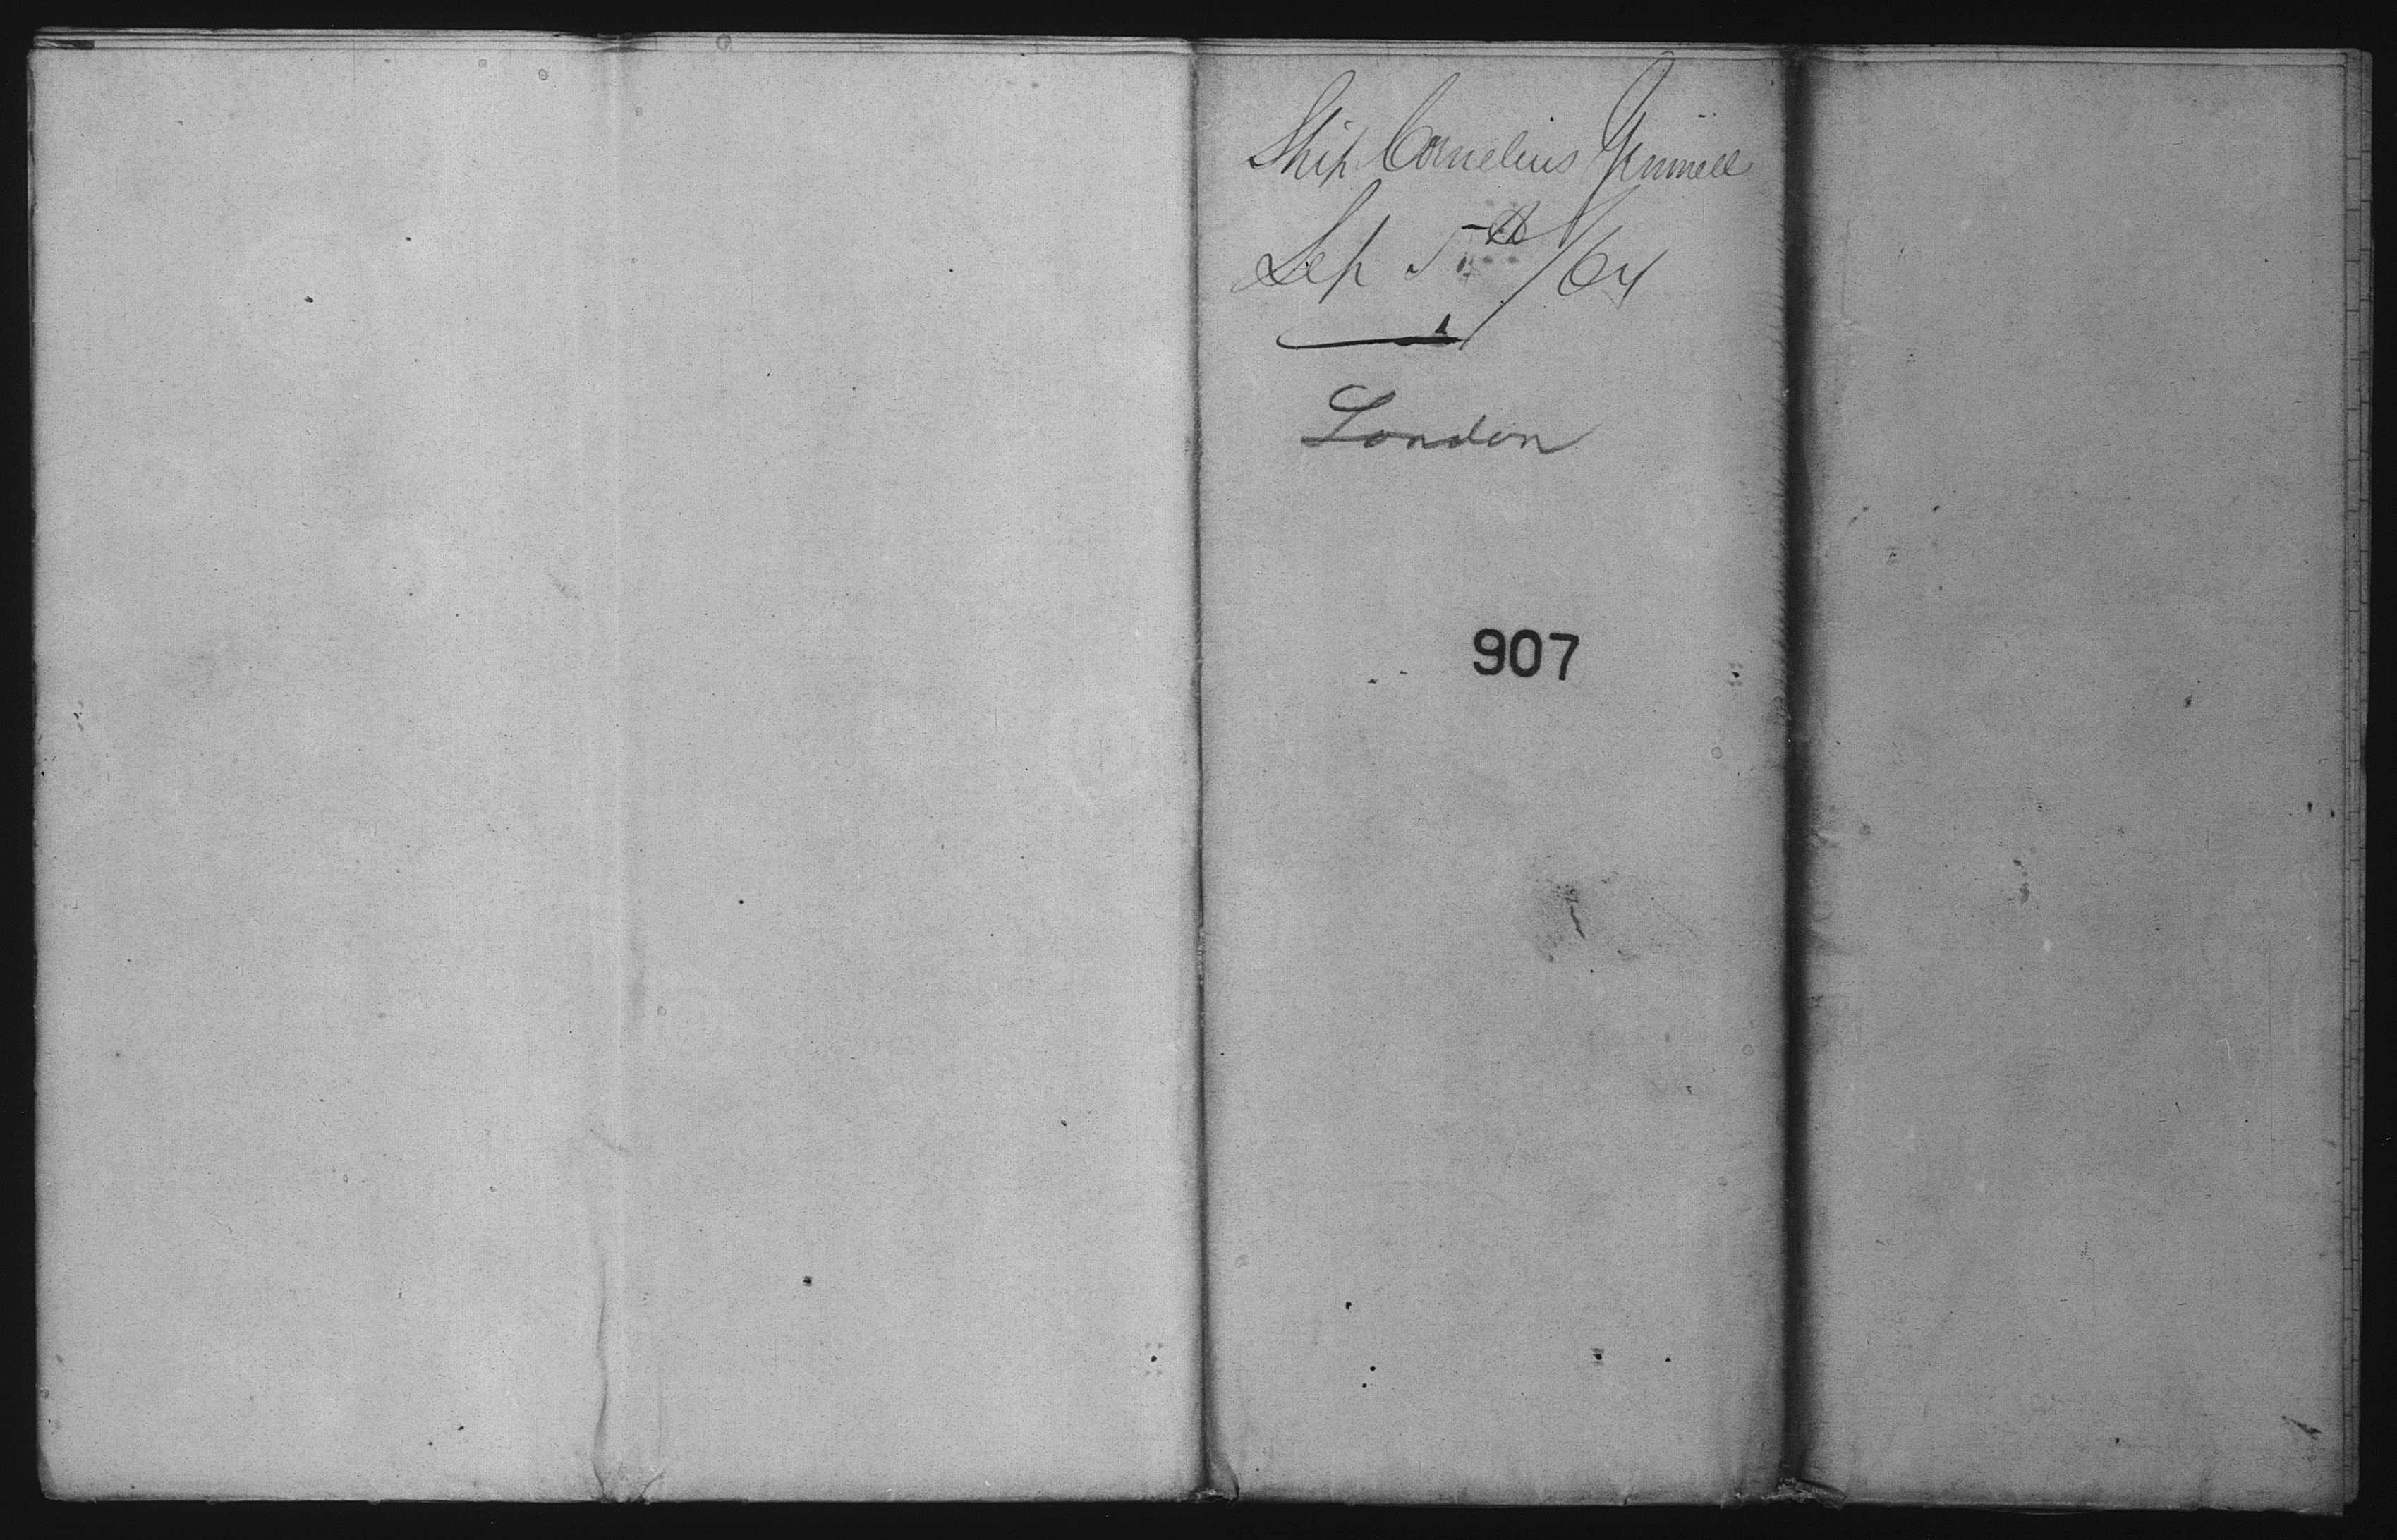 Ship Cornelius Grinnell
Sep 5th/64
London
907